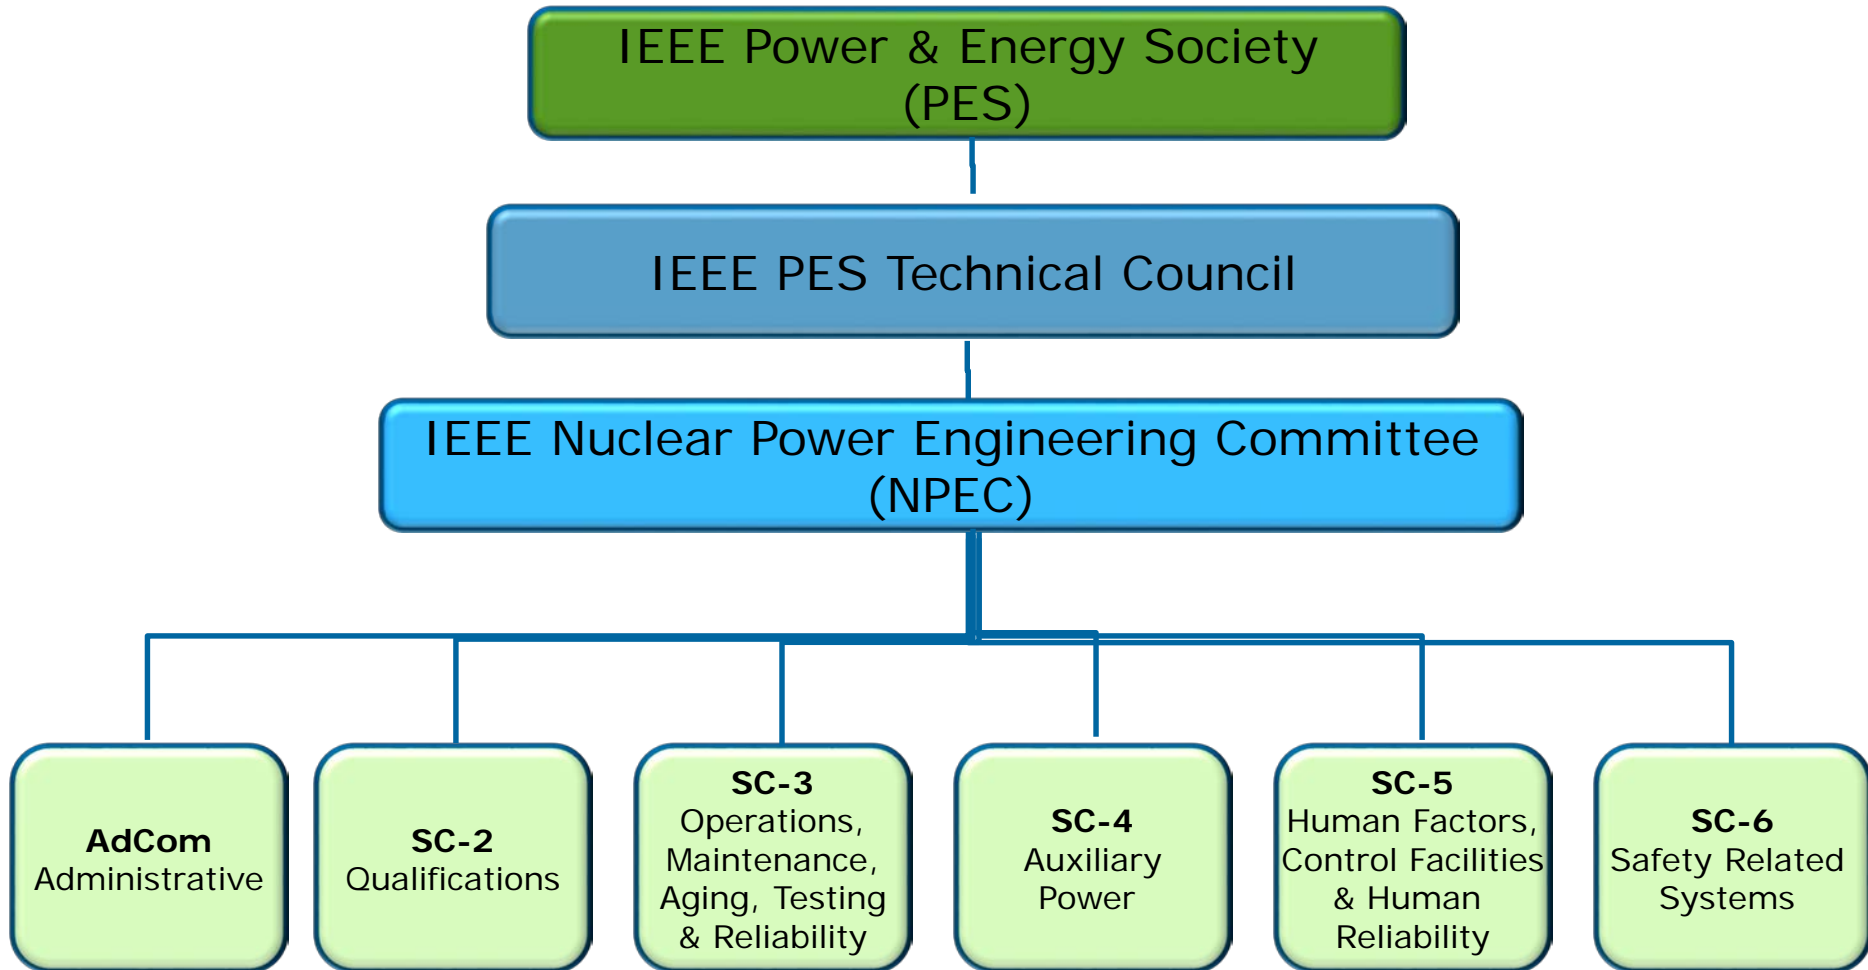 IEEE Power & Energy Society
(PES)
IEEE PES Technical Council
IEEE Nuclear Power Engineering Committee
(NPEC)
AdCom
Administrative
SC-2
Qualifications
SC-3
Operations,
Maintenance,
Aging, Testing
& Reliability
SC-4
Auxiliary
Power
SC-5
Human Factors,
Control Facilities
& Human
Reliability
SC-6
Safety Related
Systems